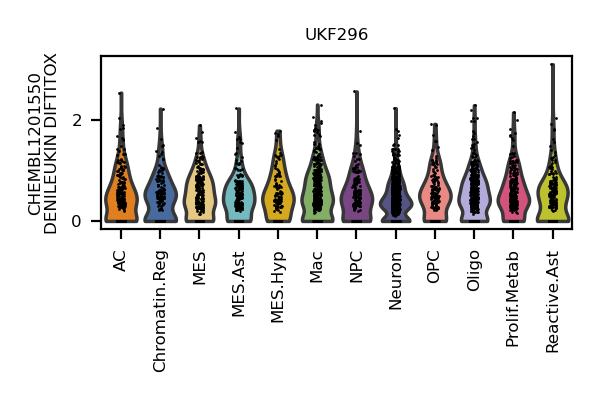 UKF296
CHEMBL1201550
DENILEUKIN DIFTITOX
2
0
AC
Chromatin.Reg
MES
MES.Ast
MES.Hyp
Mac
NPC
Neuron
OPC
Oligo
Prolif.Metab
Reactive.Ast